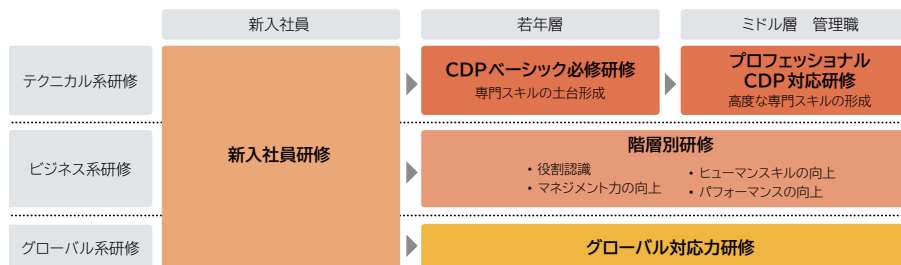 新入社員
若年層
ミドル層　管理職
テクニカル系研修
CDPベーシック必修研修
専門スキルの土台形成
プロフェッショナル
CDP対応研修
高度な専門スキルの形成
新入社員研修
ビジネス系研修
階層別研修
・役割認識
・マネジメント力の向上
・ヒューマンスキルの向上
・パフォーマンスの向上
グローバル系研修
グローバル対応力研修